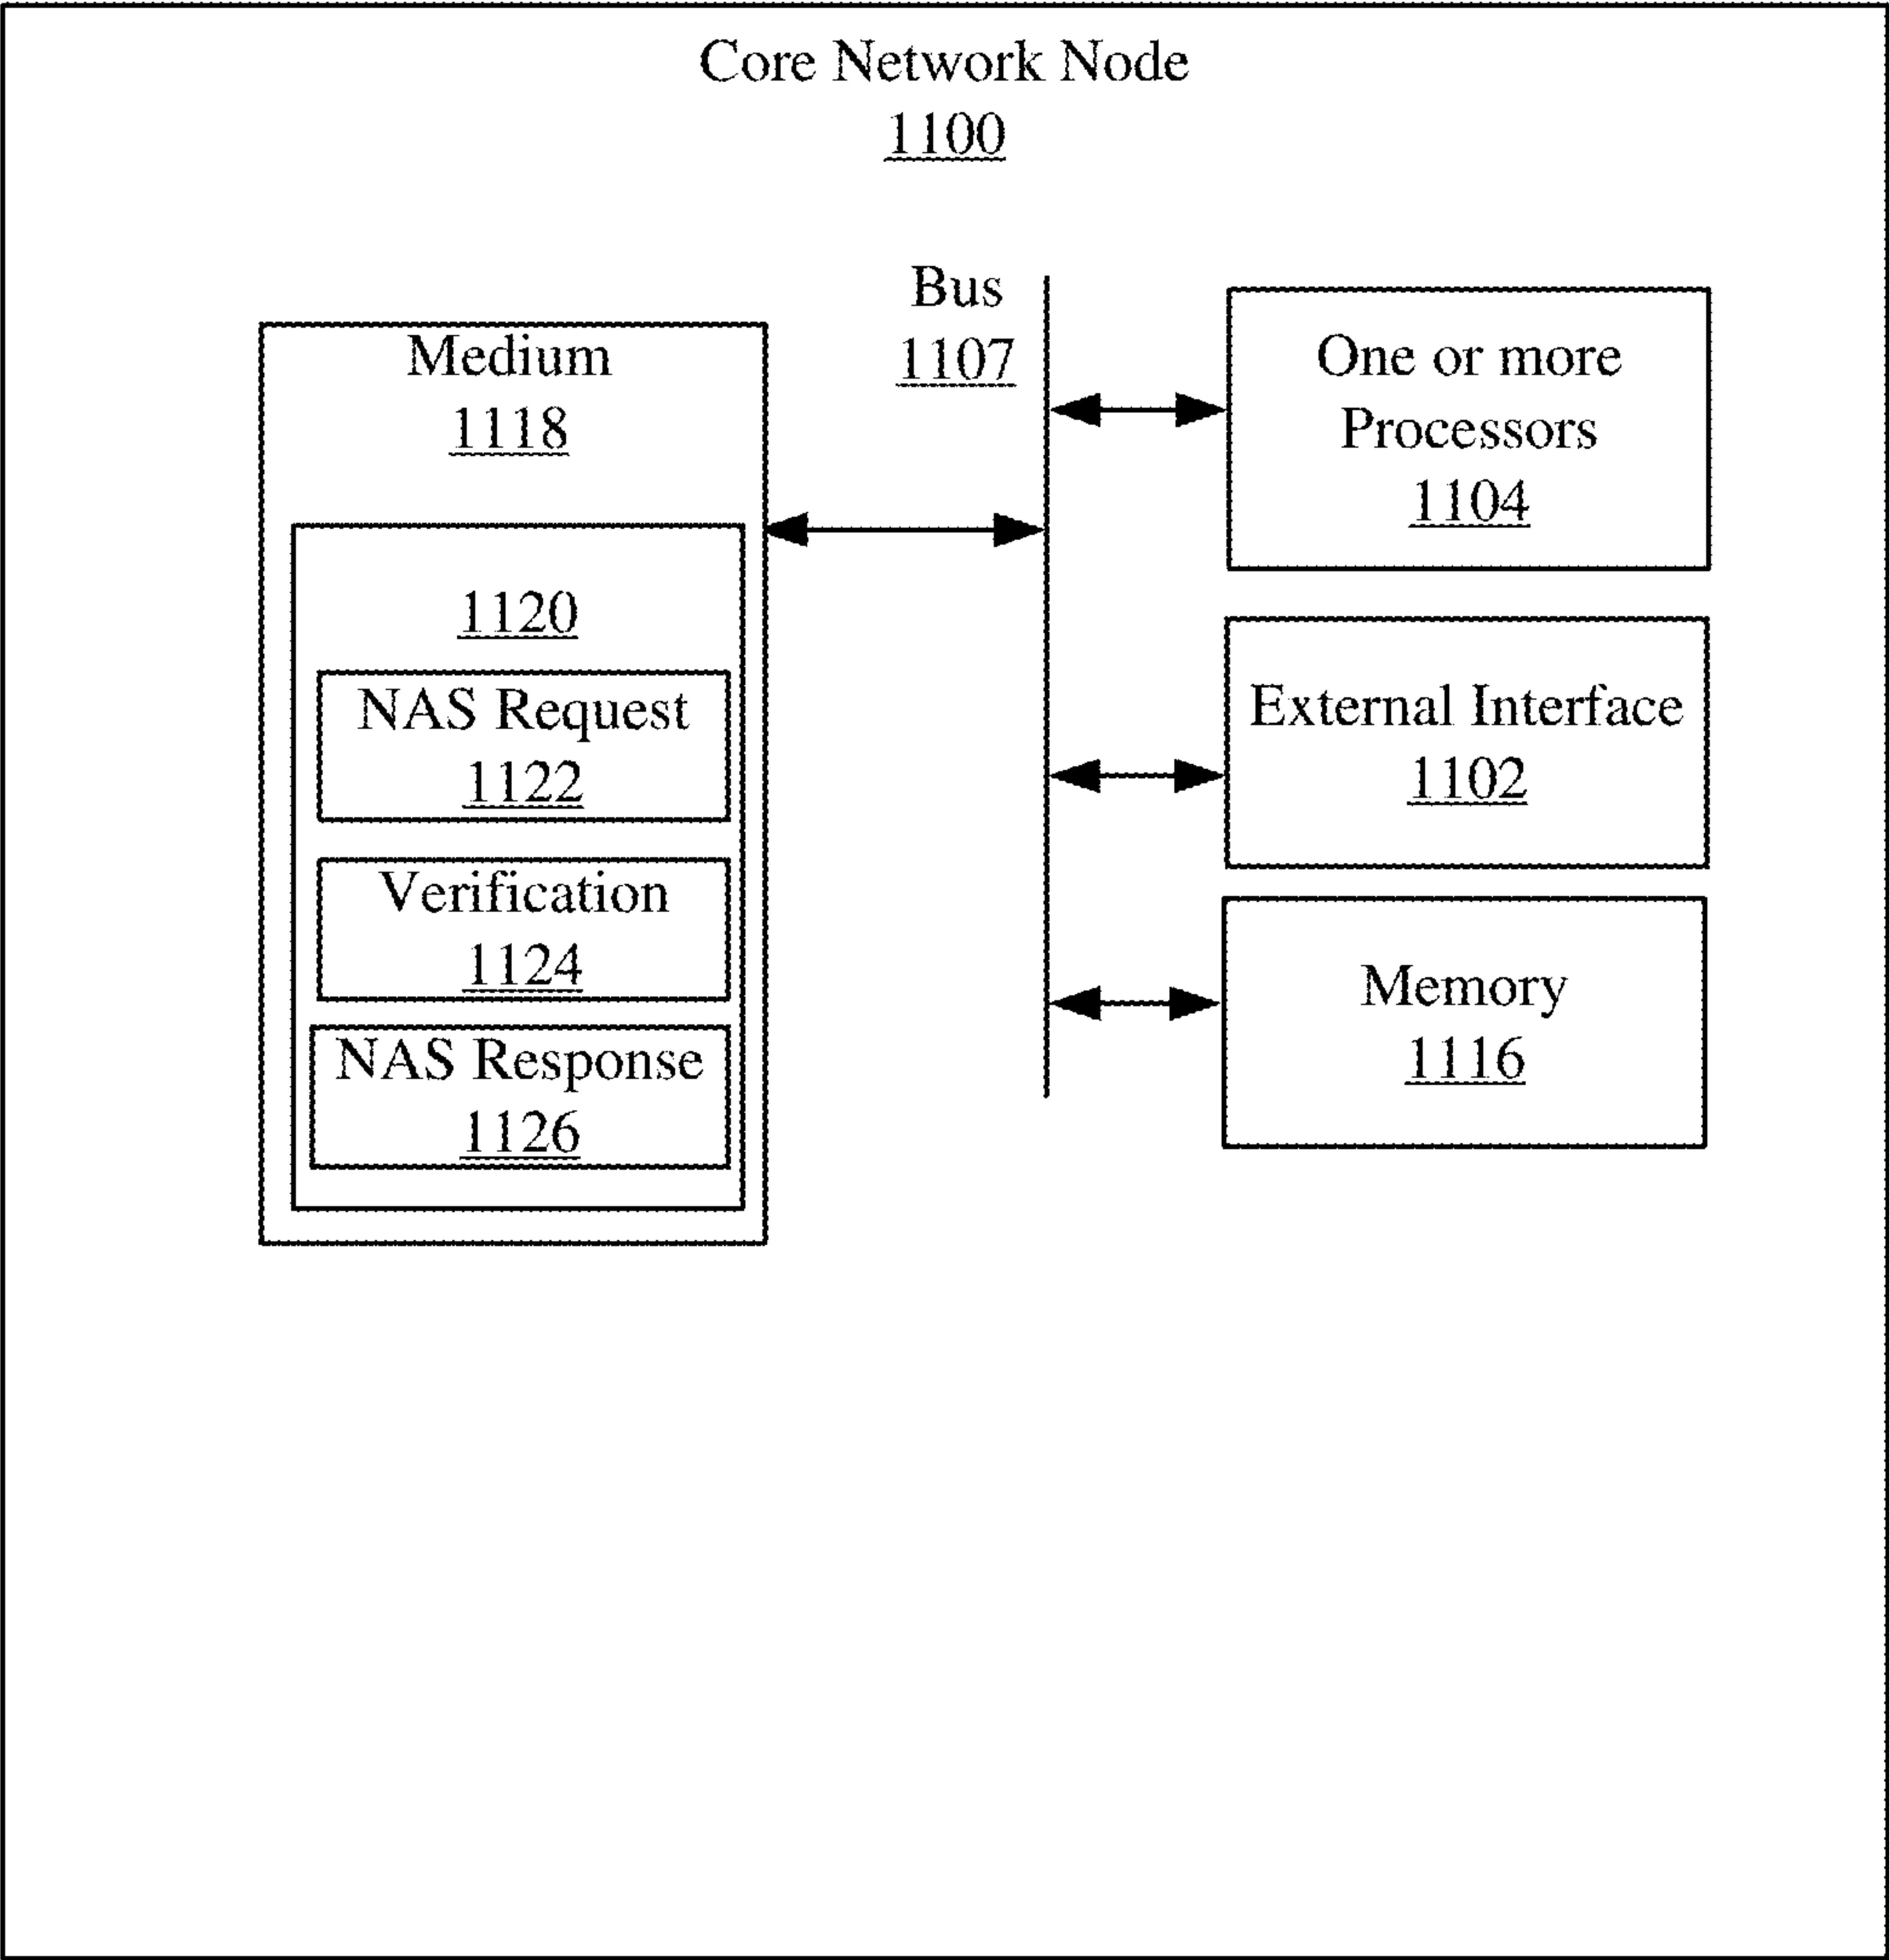 Core Network Node
1100
Bus
1107
Medium
1118
1120
NAS Request
1122
Verification
1124
NAS Response
1126
One or more
Processors
1104
External Interface
1102
Memory
1116